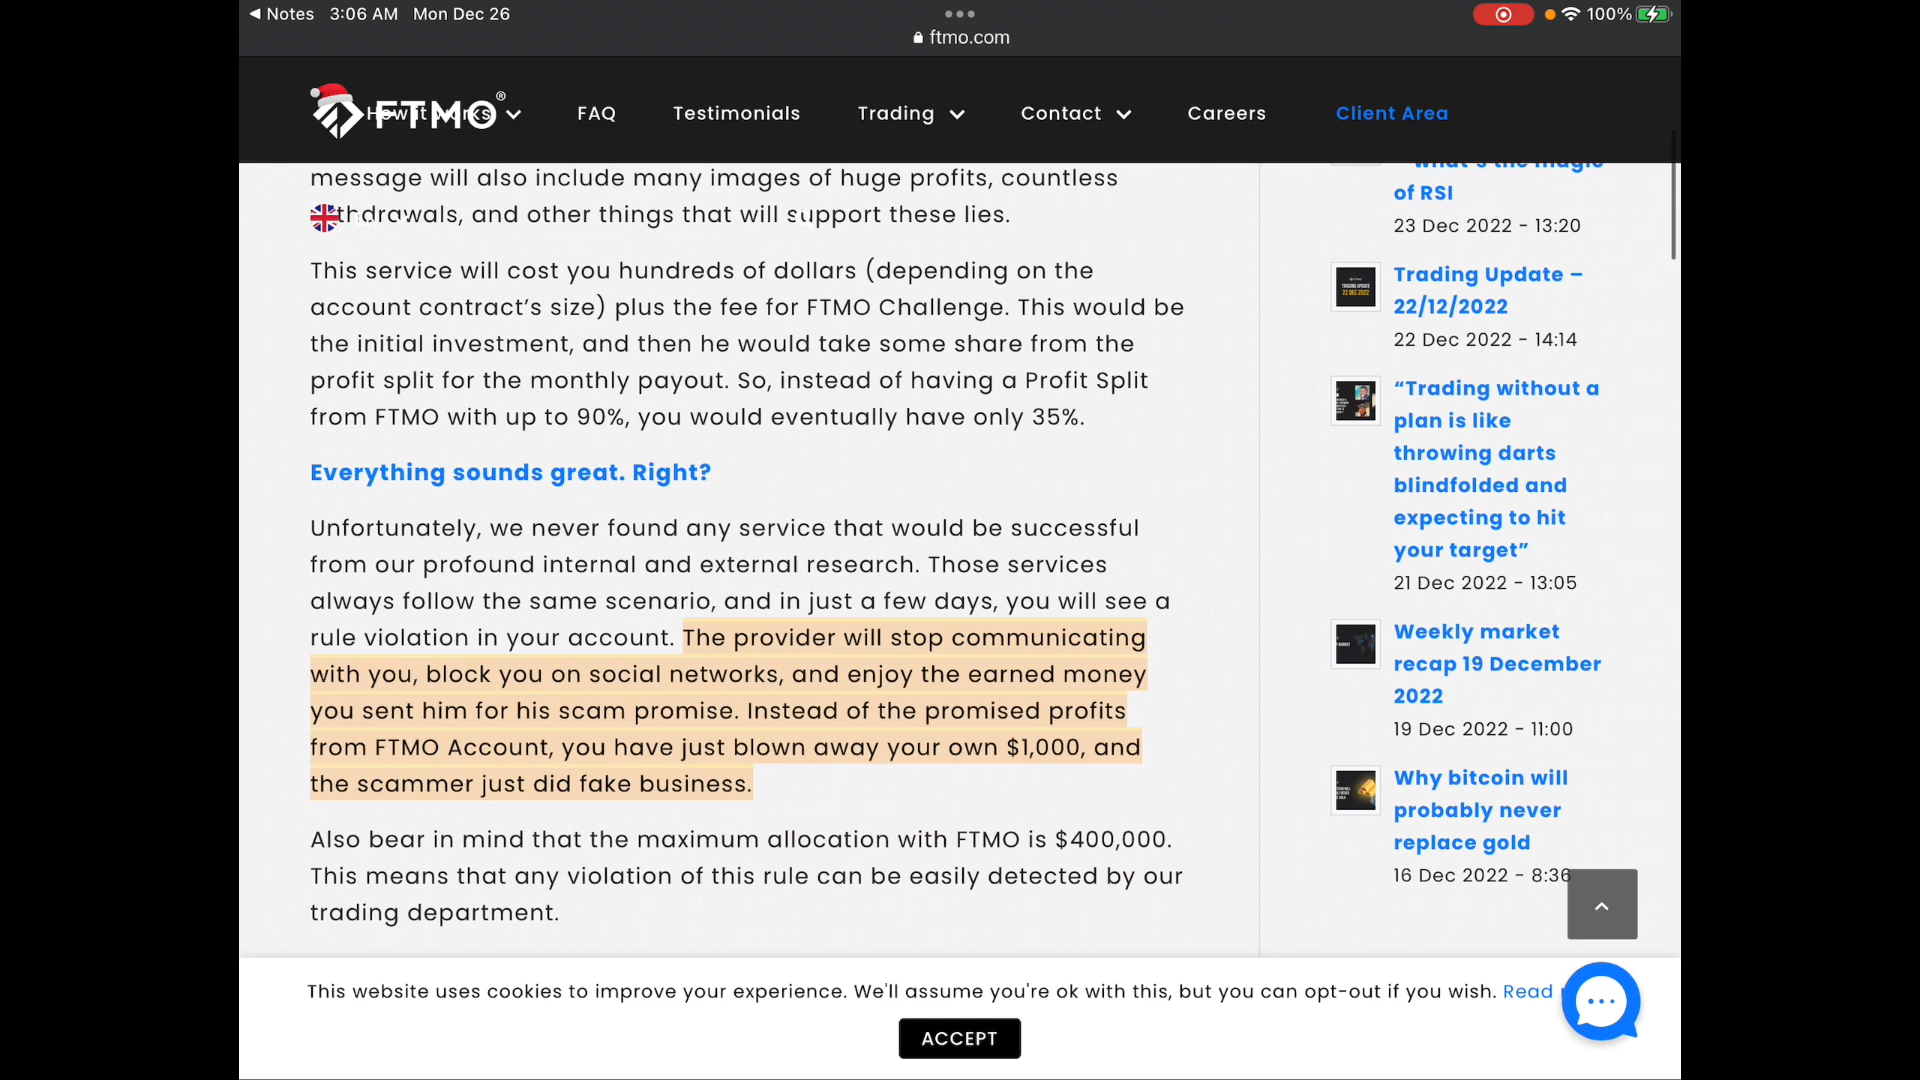 Notes 3:06 AM Mon Dec 26
100%
ftmo.com
FTMO®
How it works
FAQ
Testimonials
Trading
Contact
Careers
Client Area
message will also include many images of huge profits, countless
withdrawals, and other things that will support these lies.
This service will cost you hundreds of dollars (depending on the
account contract’s size) plus the fee for FTMO Challenge. This would be
the initial investment, and then he would take some share from the
profit split for the monthly payout. So, instead of having a Profit Split
from FTMO with up to 90%, you would eventually have only 35%.
Everything sounds great. Right?
Unfortunately, we never found any service that would be successful
from our profound internal and external research. Those services
always follow the same scenario, and in just a few days, you will see a
rule violation in your account. The provider will stop communicating
with you, block you on social networks, and enjoy the earned money
you sent him for his scam promise. Instead of the promised profits
from FTMO Account, you have just blown away your own $1,000, and
the scammer just did fake business.
Also bear in mind that the maximum allocation with FTMO is $400,000.
This means that any violation of this rule can be easily detected by our
trading department.
“What’s the magic
of RSI
23 Dec 2022 - 13:20
Trading Update –
22/12/2022
22 Dec 2022 - 14:14
“Trading without a
plan is like
throwing darts
blindfolded and
expecting to hit
your target”
21 Dec 2022 - 13:05
Weekly market
recap 19 December
2022
19 Dec 2022 - 11:00
Why bitcoin will
probably never
replace gold
16 Dec 2022 - 8:36
This website uses cookies to improve your experience. We'll assume you're ok with this, but you can opt-out if you wish. Read
ACCEPT